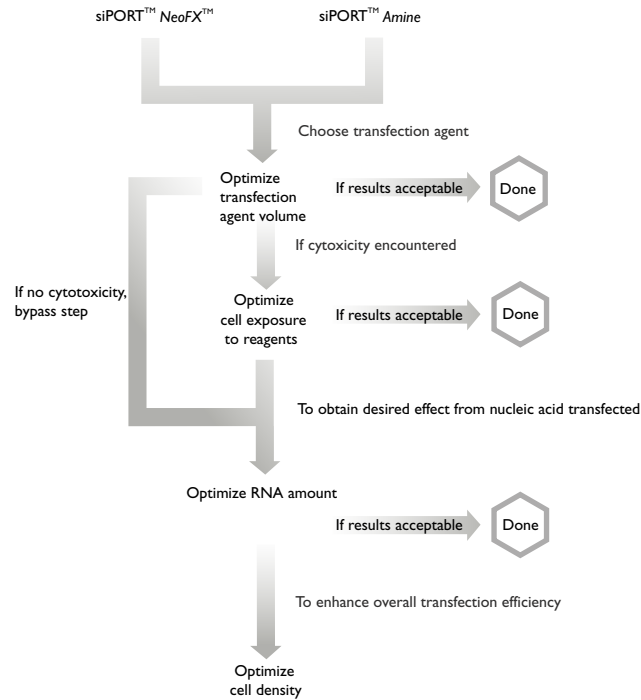 siPORT™ NeoFX™
siPORT™ Amine
Choose transfection agent
Optimize
transfection
agent volume
If results acceptable
Done
If cytoxicity encountered
If no cytotoxicity,
bypass step
Optimize
cell exposure
to reagents
If results acceptable
Done
To obtain desired effect from nucleic acid transfected
Optimize RNA amount
If results acceptable
Done
To enhance overall transfection efficiency
Optimize
cell density